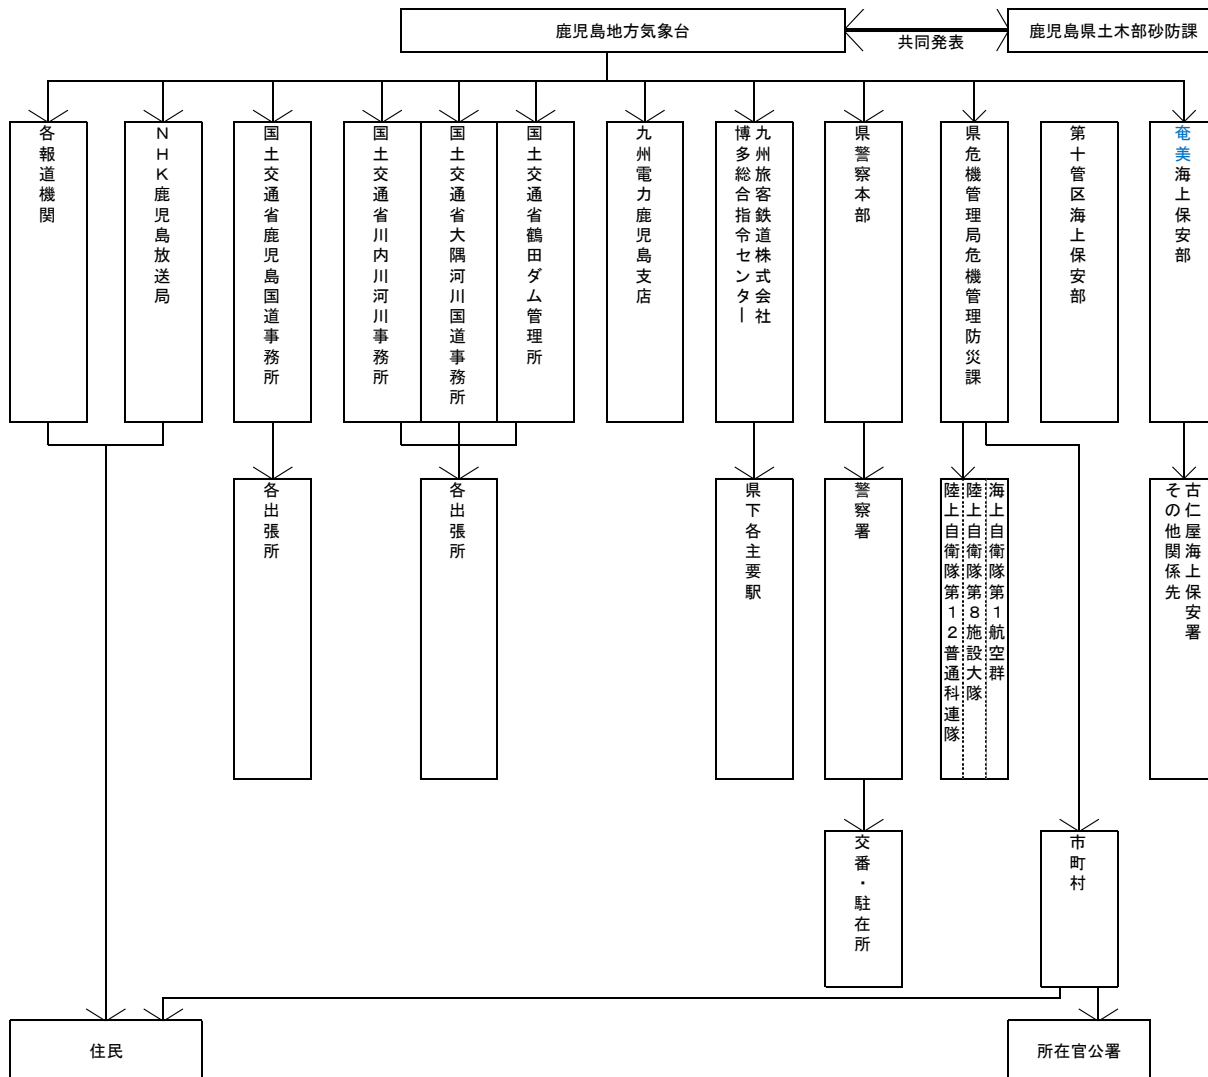 鹿児島地方気象台
共同発表
鹿児島県土木部砂防課
各報道機関
NHK鹿児島放送局
国土交通省鹿児島国道事務所
国土交通省川内川河川事務所
国土交通省大隅河川国道事務所
国土交通省鶴田ダム管理所
九州電力鹿児島支店
九州旅客鉄道株式会社
博多総合指令センター
県警察本部
県危機管理局危機管理防災課
第十管区海上保安部
奄美海上保安部
各出張所
各出張所
県下各主要駅
警察署
海上自衛隊第1航空群
陸上自衛隊第8施設大隊
陸上自衛隊第12普通科連隊
古仁屋海上保安署
その他関係先
交番・駐在所
市町村
住民
所在官公署